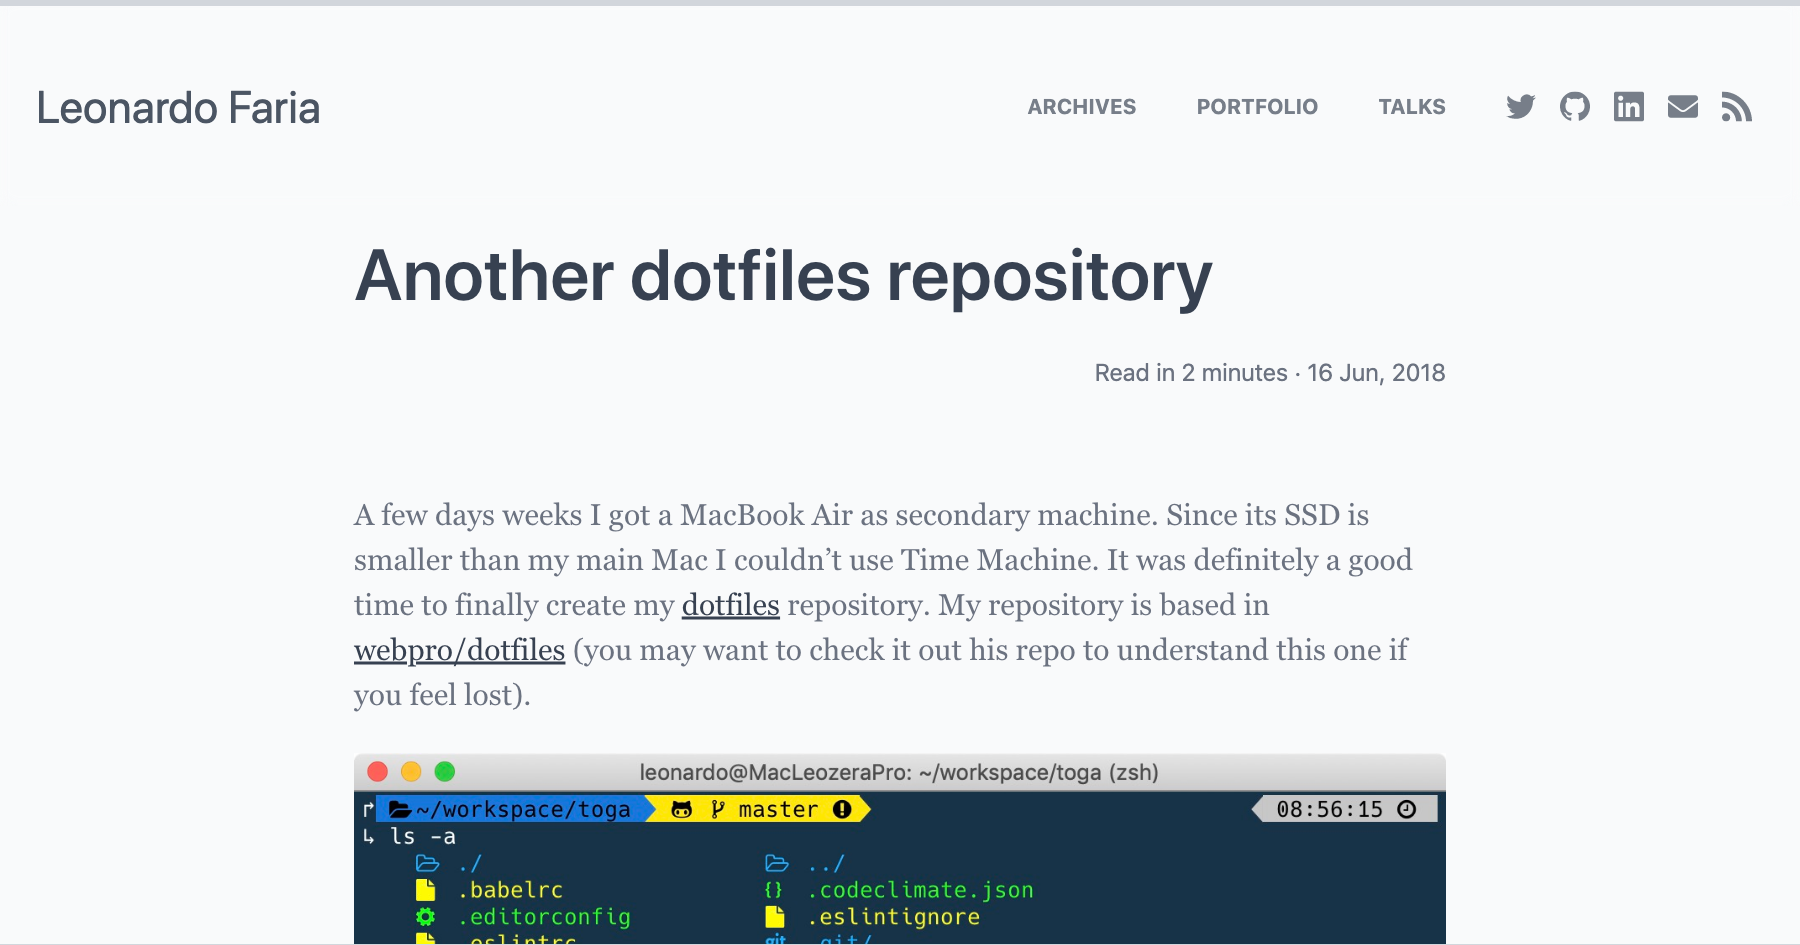 Leonardo Faria
ARCHIVES PORTFOLIO TALKS
Another dotfiles repository
Read in 2 minutes · 16 Jun, 2018
A few days weeks I got a MacBook Air as secondary machine. Since its SSD is
smaller than my main Mac I couldn’t use Time Machine. It was definitely a good
time to finally create my dotfiles repository. My repository is based in
webpro/dotfiles (you may want to check it out his repo to understand this one if
you feel lost).
leonardo@MacLeozeraPro: ~/workspace/toga (zsh)
~/workspace/toga master 08:56:15
ls -a
./ ../
.babelrc .codeclimate.json
.editorconfig .eslintignore
.eslintrc .git/